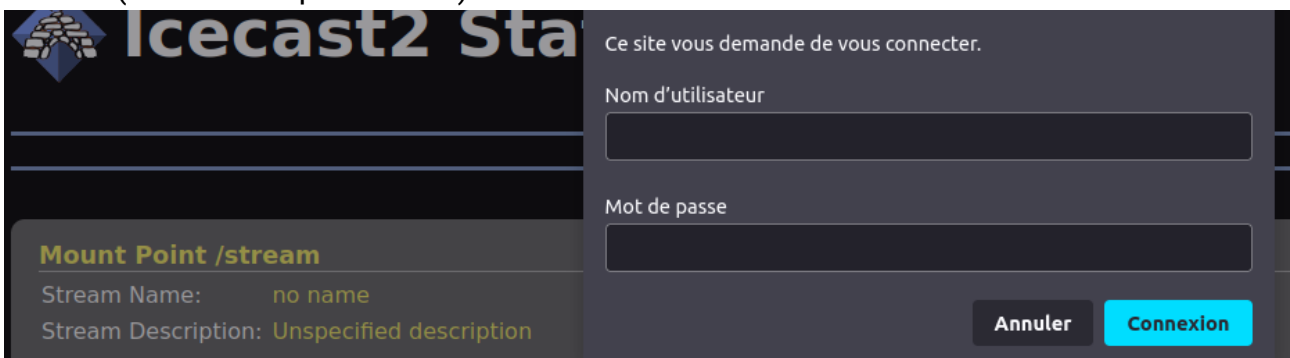 Icecast2 Sta
Ce site vous demande de vous connecter.
Nom d’utilisateur
Mot de passe
Mount Point /stream
Stream Name: no name
Stream Description: Unspecified description
Annuler Connexion